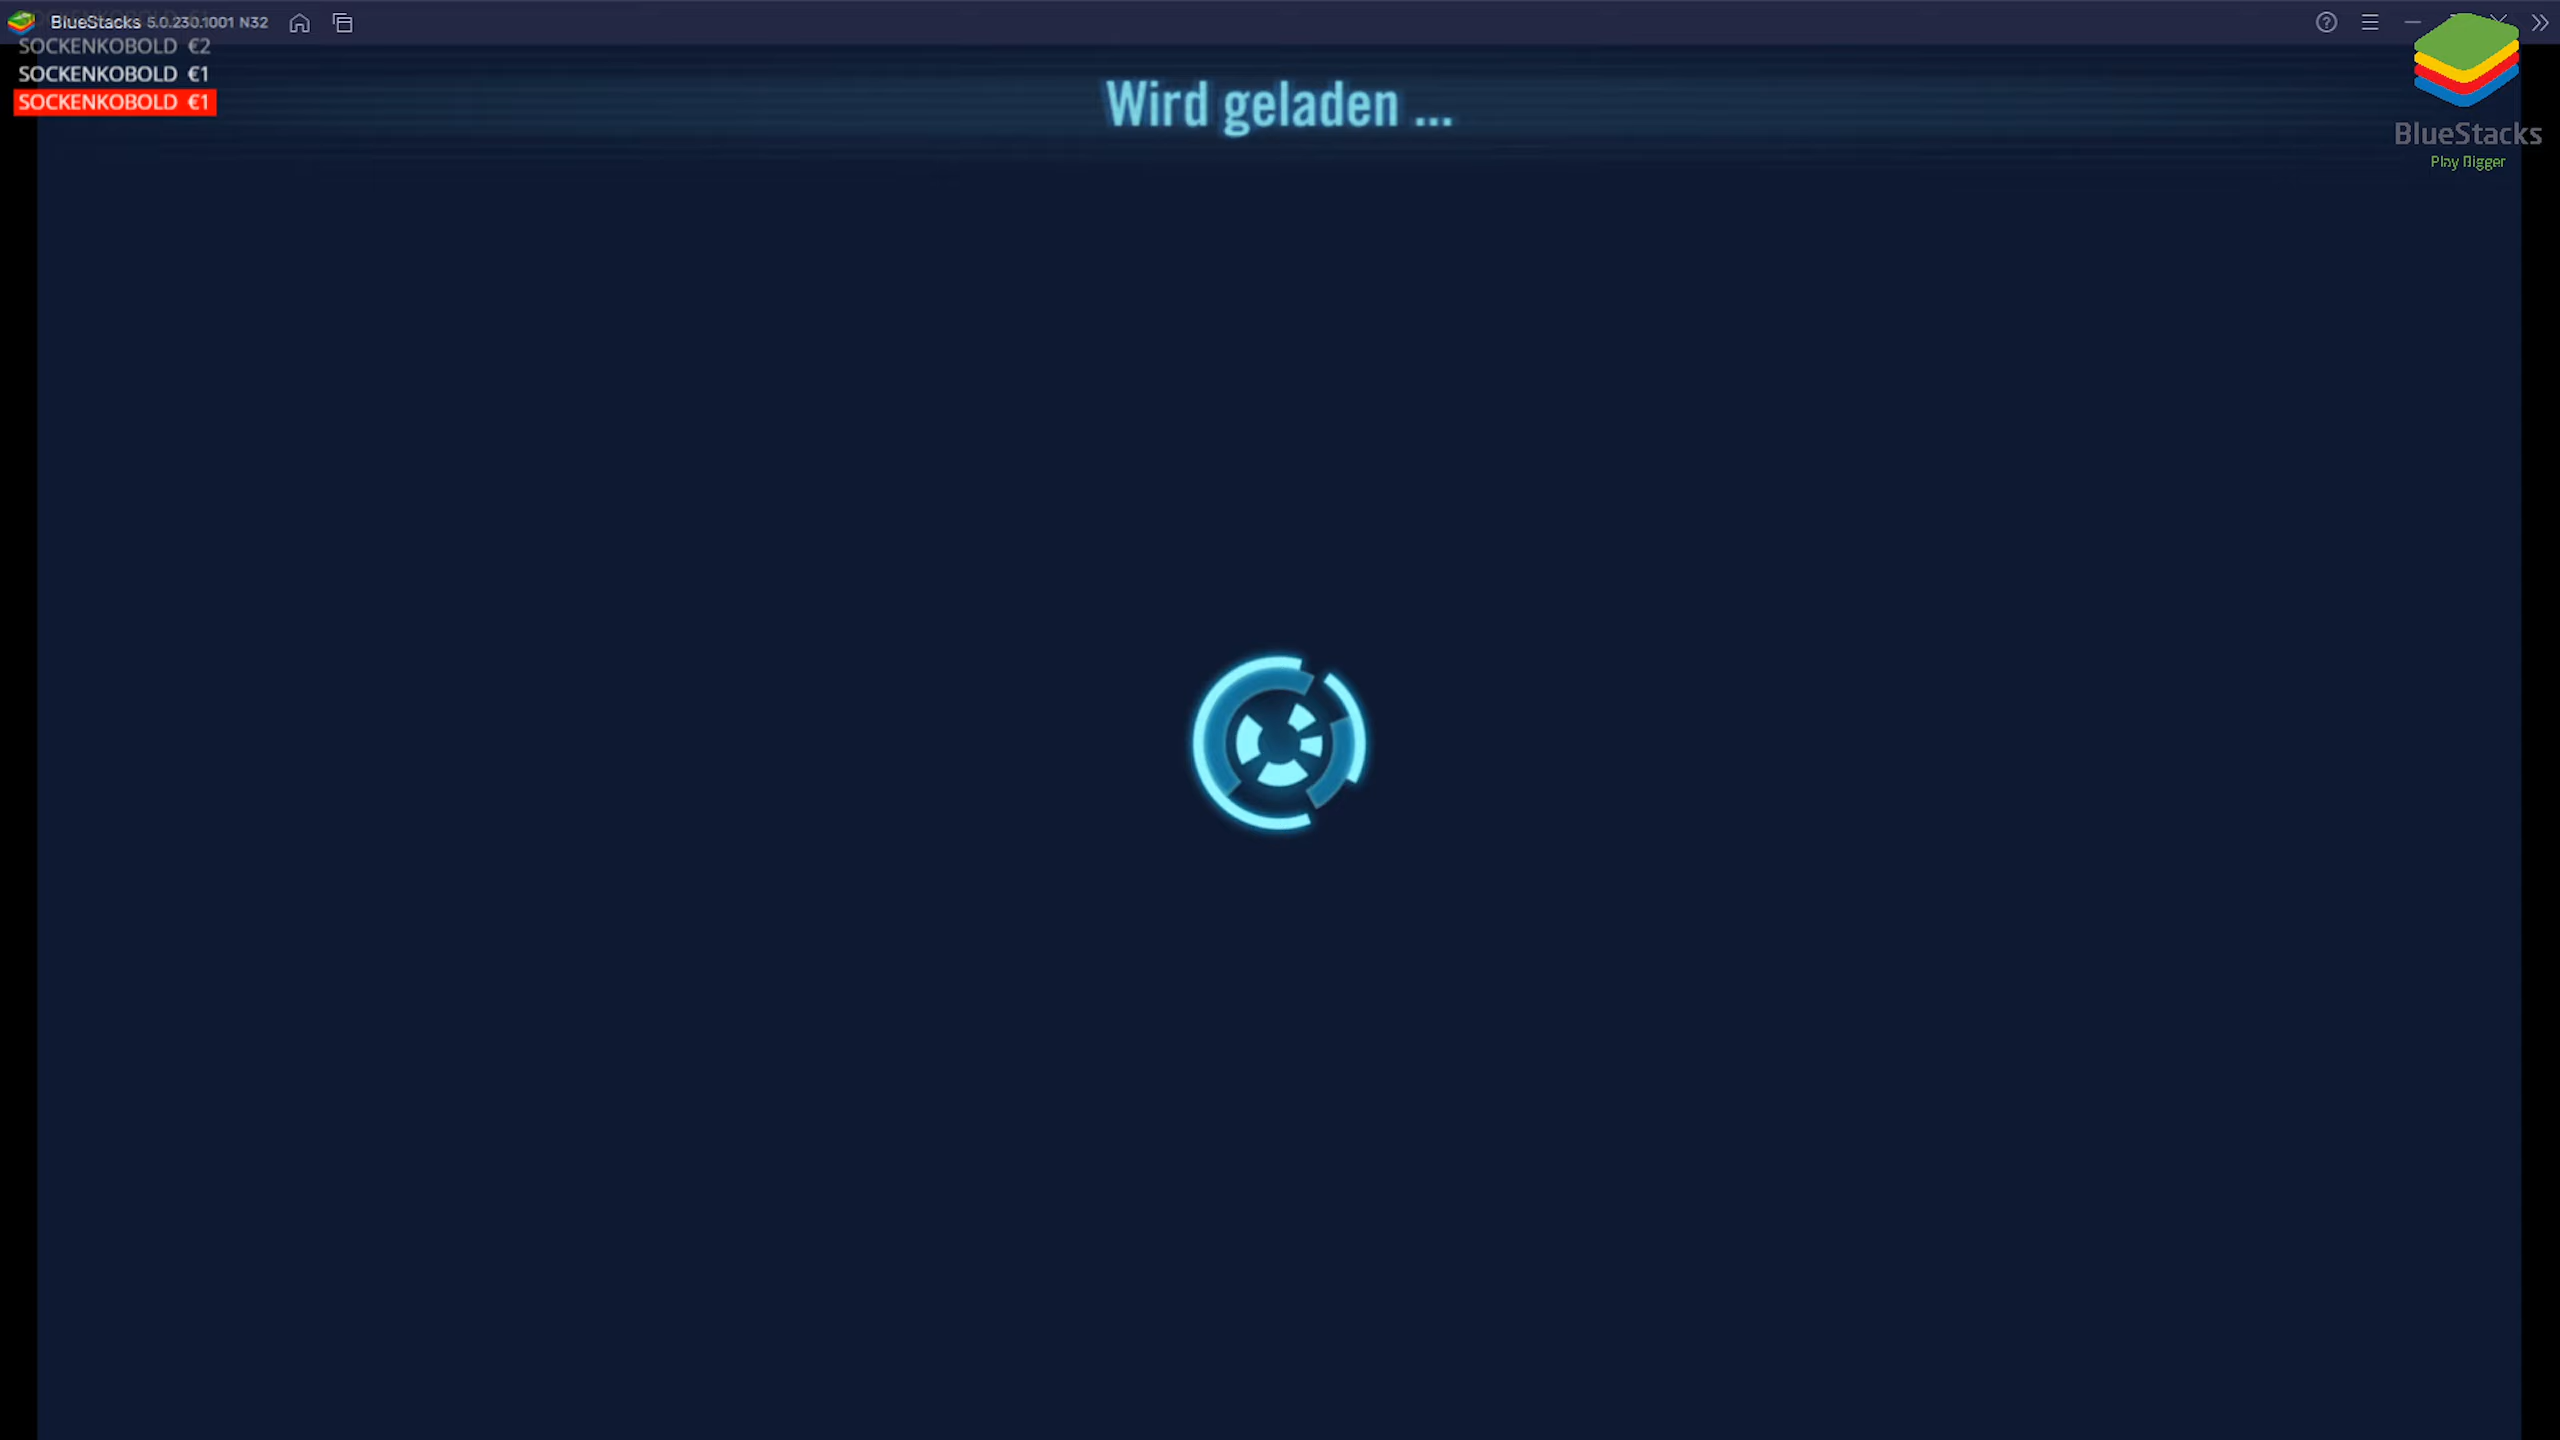 BlueStacks 5.0.230.1001 N32
SOCKENKOBOLD €2
SOCKENKOBOLD €1
SOCKENKOBOLD €1
Wird geladen ...
BlueStacks
Play Bigger